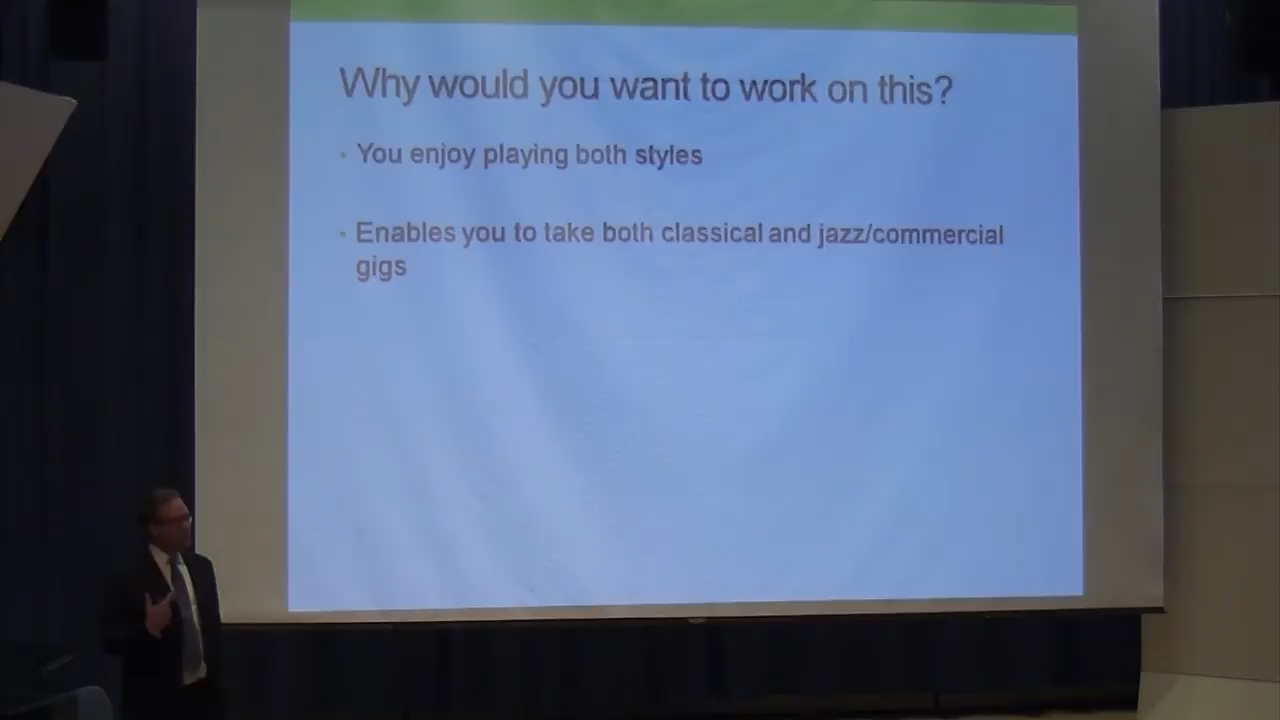 Why would you want to work on this?
· You enjoy playing both styles
· Enables you to take both classical and jazz/commercial
gigs